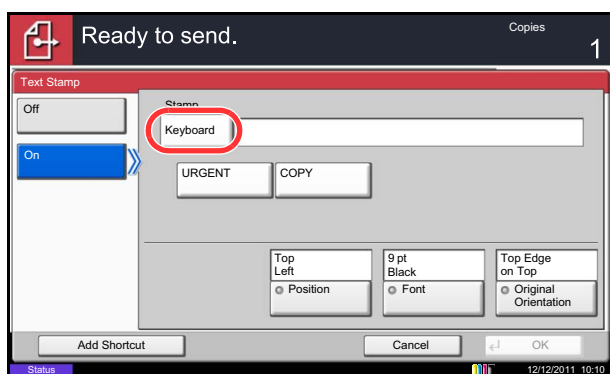 Ready to send.
Copies
1
Text Stamp
Off
Stamp
Keyboard
On
URGENT
COPY
Top
Left
9 pt
Black
Top Edge
on Top
Position
Font
Original
Orientation
Add Shortcut
Cancel
OK
Status
12/12/2011 10:10